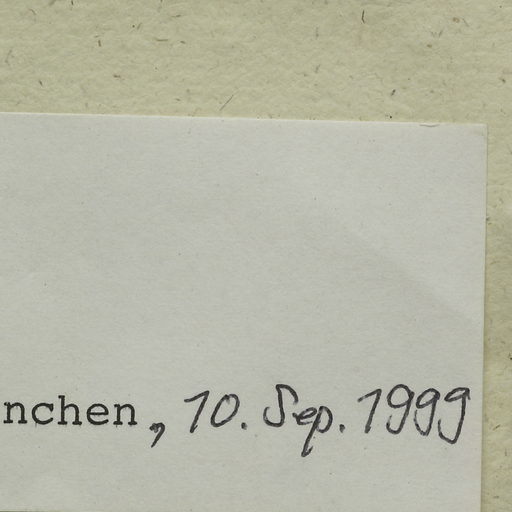 nchen, 10. Sep. 1999